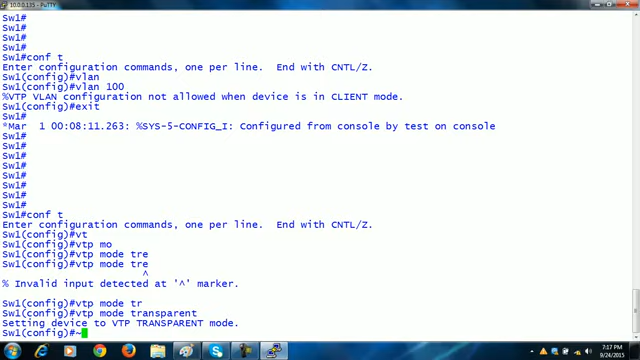 10.0.0.135 - PuTTY
Sw1#
Sw1#
Sw1#
Sw1#
Sw1#conf t
Enter configuration commands, one per line.  End with CNTL/Z.
Sw1(config)#vlan
Sw1(config)#vlan 100
%VTP VLAN configuration not allowed when device is in CLIENT mode.
Sw1(config)#exit
Sw1#
*Mar  1 00:08:11.263: %SYS-5-CONFIG_I: Configured from console by test on console
Sw1#
Sw1#
Sw1#
Sw1#
Sw1#
Sw1#
Sw1#
Sw1#
Sw1#conf t
Enter configuration commands, one per line.  End with CNTL/Z.
Sw1(config)#vt
Sw1(config)#vtp mo
Sw1(config)#vtp mode tre
Sw1(config)#vtp mode tre
^
% Invalid input detected at '^' marker.
Sw1(config)#vtp mode tr
Sw1(config)#vtp mode transparent
Setting device to VTP TRANSPARENT mode.
Sw1(config)#~
7:17 PM
9/24/2015